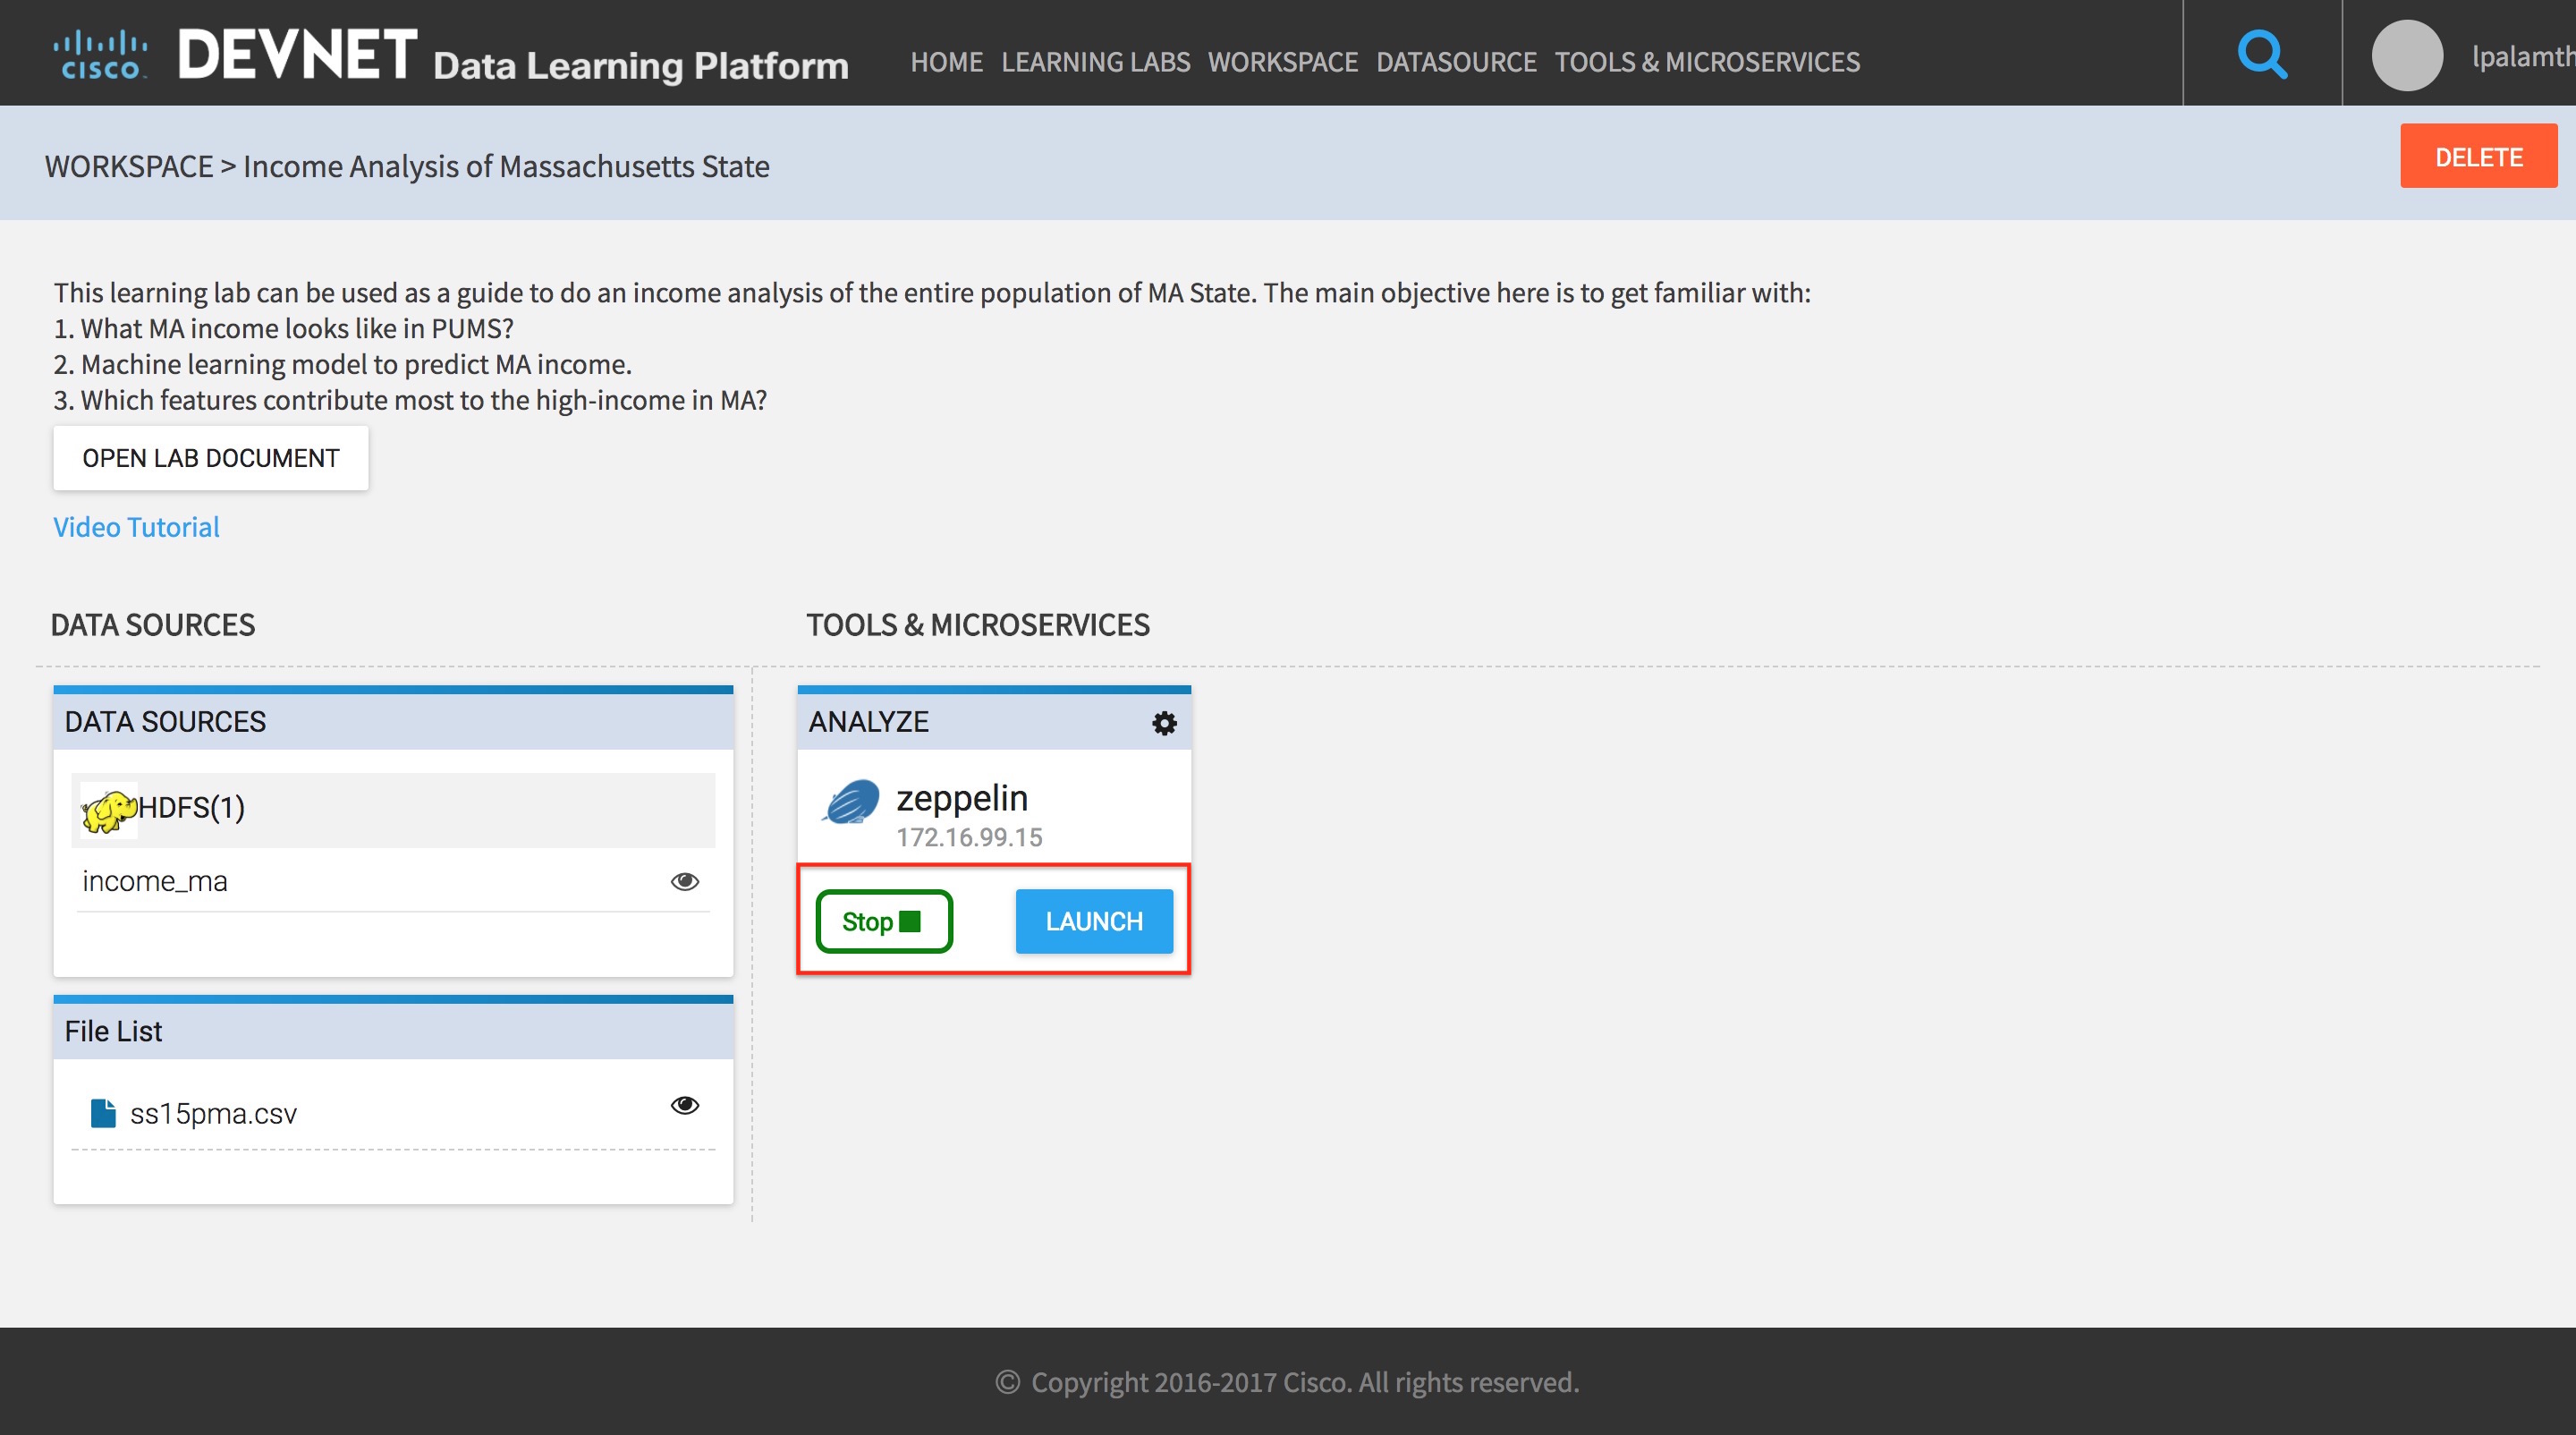 CISCO
DEVNET Data Learning Platform
HOME LEARNING LABS WORKSPACE DATASOURCE TOOLS & MICROSERVICES
lpalamth
WORKSPACE > Income Analysis of Massachusetts State
DELETE
This learning lab can be used as a guide to do an income analysis of the entire population of MA State. The main objective here is to get familiar with:
1. What MA income looks like in PUMS?
2. Machine learning model to predict MA income.
3. Which features contribute most to the high-income in MA?
OPEN LAB DOCUMENT
Video Tutorial
DATA SOURCES
TOOLS & MICROSERVICES
DATA SOURCES
HDFS(1)
income_ma
File List
ss15pma.csv
ANALYZE
zeppelin
172.16.99.15
Stop
LAUNCH
© Copyright 2016-2017 Cisco. All rights reserved.